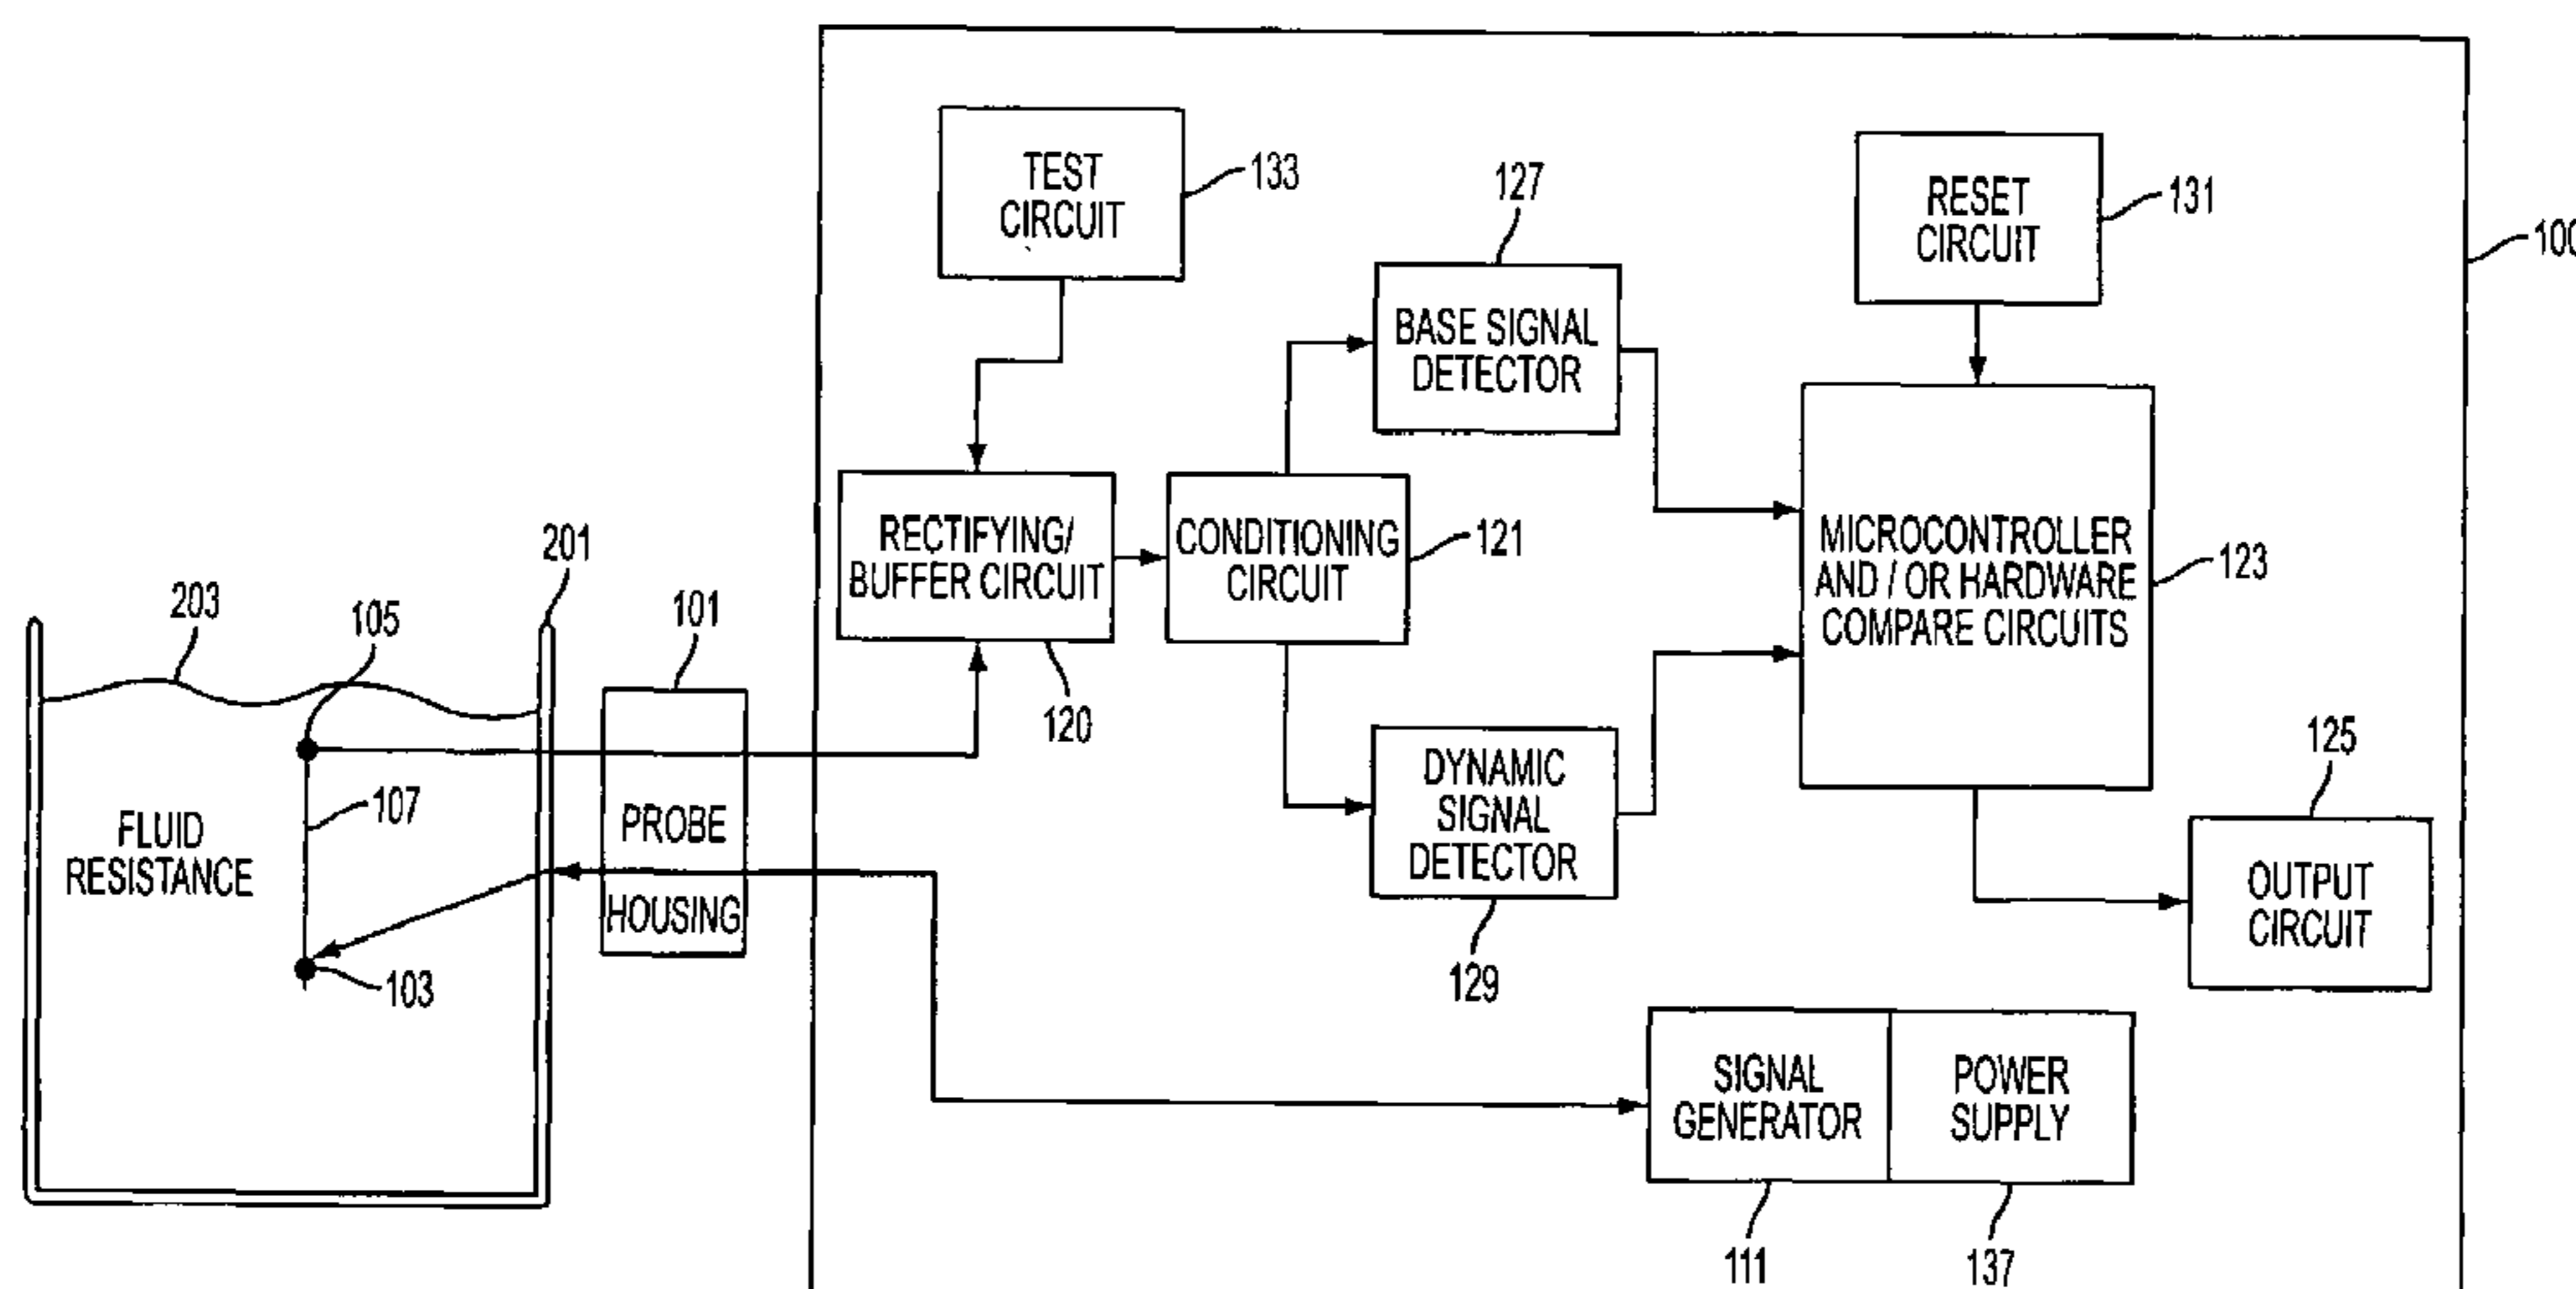 TEST
CIRCUIT
133
127
RESET
CIRCUIT
131
100
BASE SIGNAL
DETECTOR
RECTIFYING/
BUFFER CIRCUIT
120
CONDITIONING
CIRCUIT
121
MICROCONTROLLER
AND / OR HARDWARE
COMPARE CIRCUITS
123
201
203
105
101
107
FLUID
RESISTANCE
103
PROBE
HOUSING
DYNAMIC
SIGNAL
DETECTOR
129
125
OUTPUT
CIRCUIT
SIGNAL
GENERATOR
POWER
SUPPLY
111
137